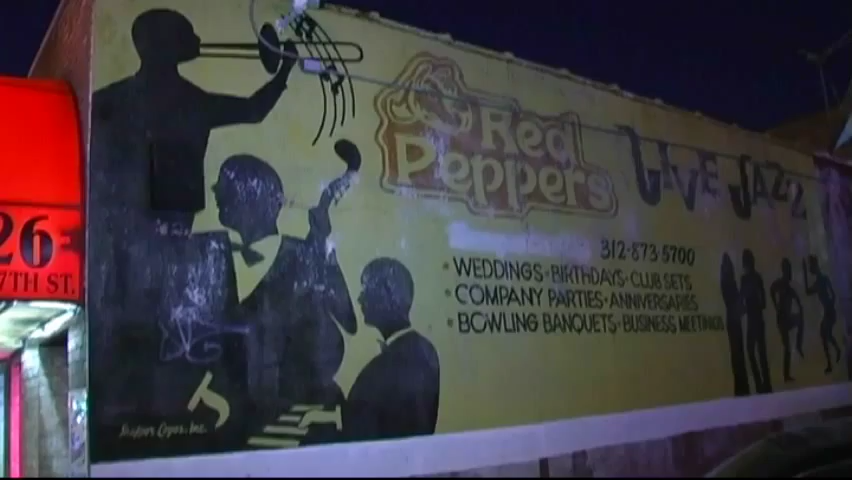 Red
Peppers
LIVE JAZZ
312-873-5700
• WEDDINGS • BIRTHDAYS • CLUB SETS
• COMPANY PARTIES • ANNIVERSARIES
• BOWLING BANQUETS • BUSINESS MEETINGS
26
7TH ST.
Inc.